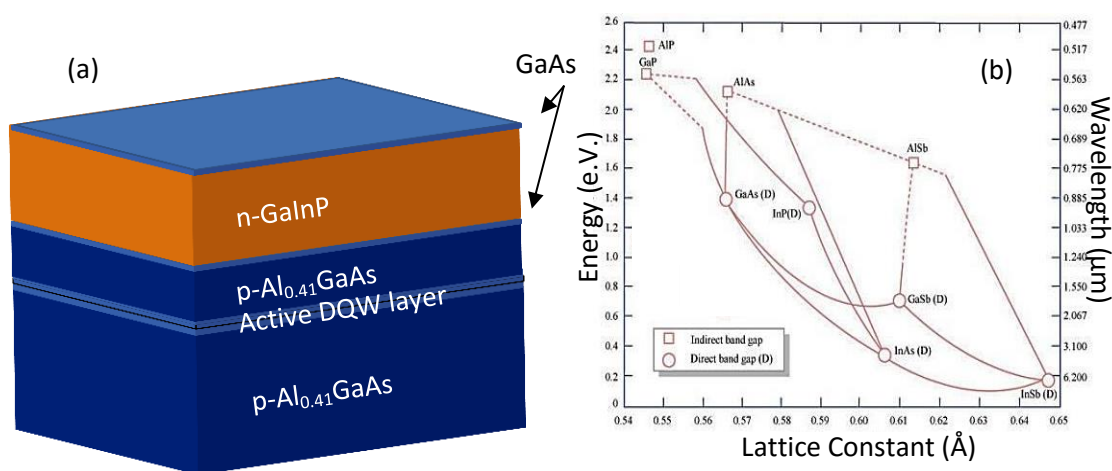 (a)
GaAs
n-GaInP
p-Al0.41GaAs
Active DQW layer
p-Al0.41GaAs
(b)
Energy (e.V.)
2.6
2.4
2.2
2.0
1.8
1.6
1.4
1.2
1.0
0.8
0.6
0.4
0.2
0
AlP
GaP
AlAs
AlSb
GaAs (D)
InP(D)
GaSb (D)
InAs (D)
InSb (D)
Indirect band gap
Direct band gap (D)
0.477
0.517
0.563
0.620
0.689
0.775
0.885
1.033
1.240
1.550
2.067
3.100
6.200
Wavelength (µm)
0.54 0.55 0.56 0.57 0.58 0.59 0.60 0.61 0.62 0.63 0.64 0.65
Lattice Constant (Å)